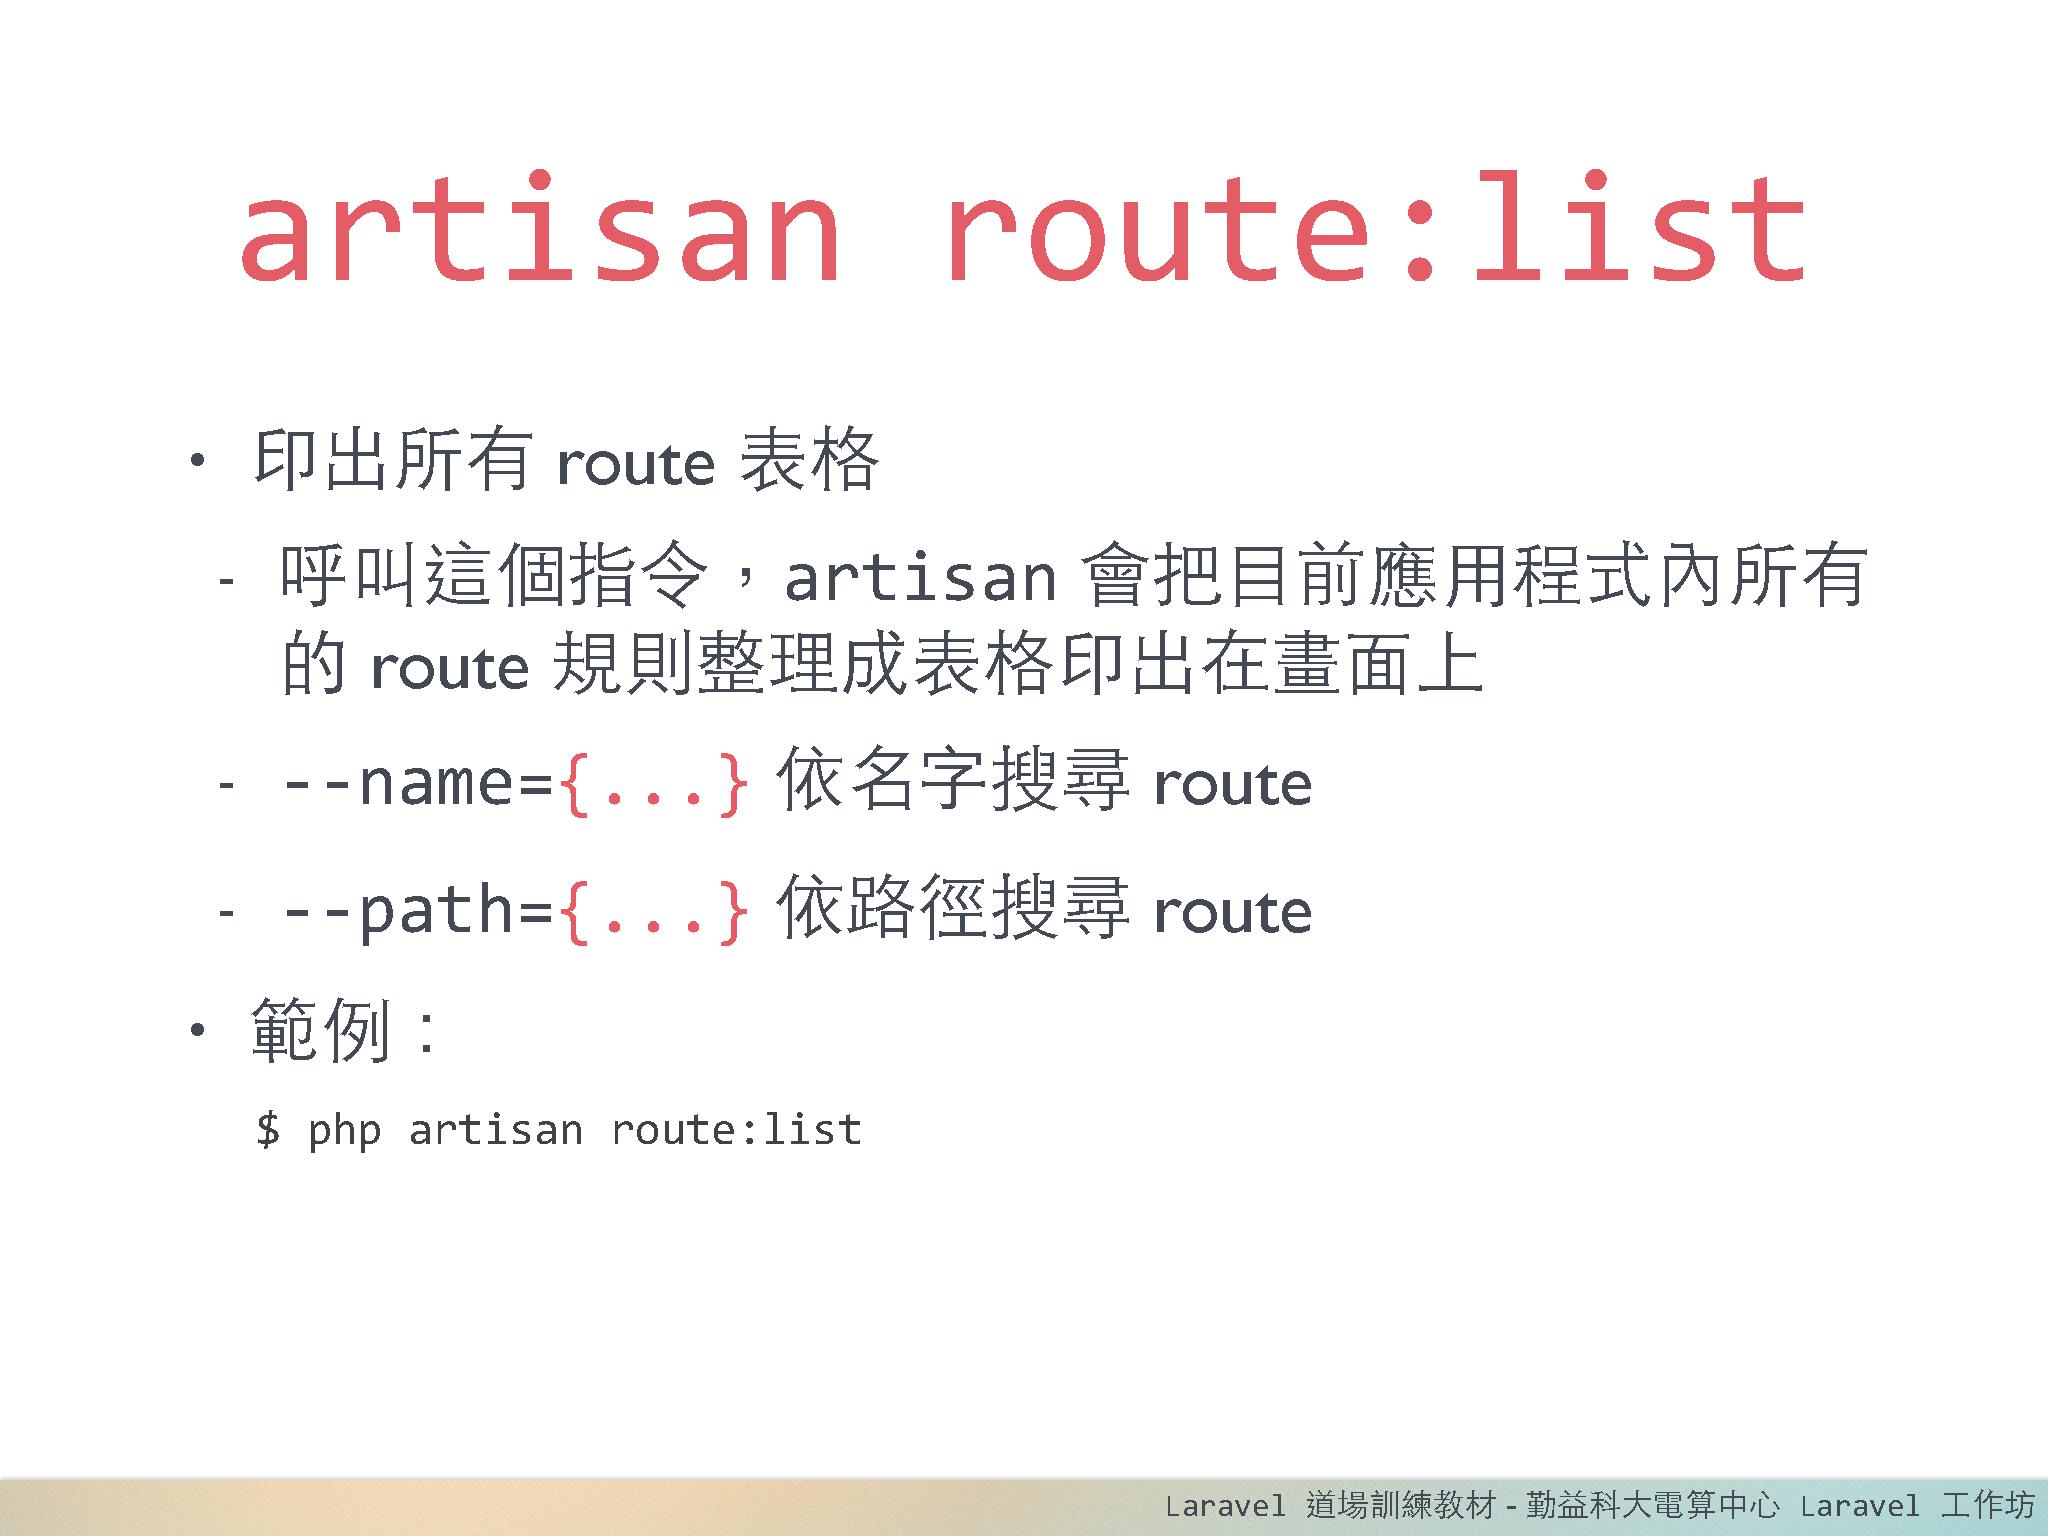 artisan route:list
• 印出所有 route 表格
- 呼叫這個指令，artisan 會把目前應用程式內所有
的 route 規則整理成表格印出在畫面上
- --name={...} 依名字搜尋 route
- --path={...} 依路徑搜尋 route
• 範例：
$ php artisan route:list
Laravel 道場訓練教材 - 勤益科大電算中心 Laravel 工作坊